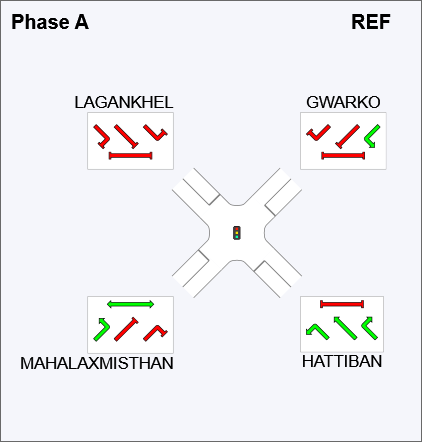 Phase A REF
LAGANKHEL GWARKO
MAHALAXMISTHAN HATTIBAN